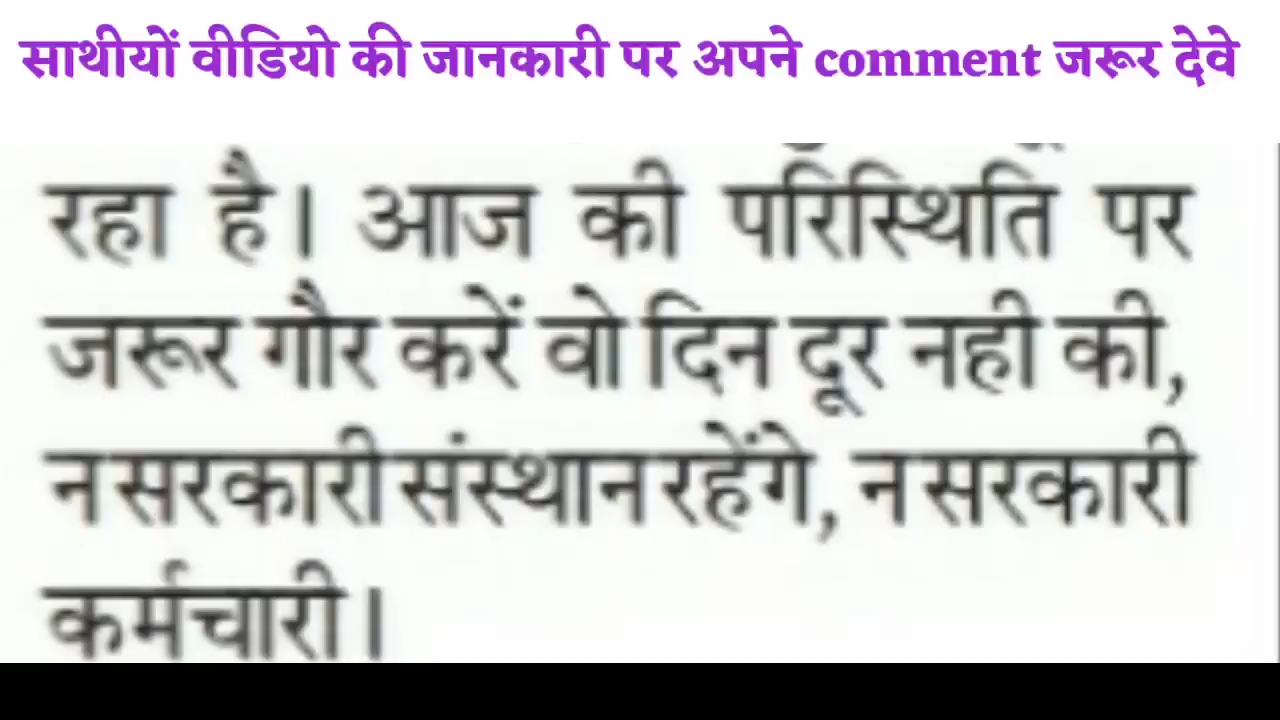 साथीयों वीडियो की जानकारी पर अपने comment जरूर देवे
रहा है। आज की परिस्थिति पर
जरूर गौर करें वो दिन दूर नही की,
न सरकारी संस्थान रहेंगे, न सरकारी
कर्मचारी।